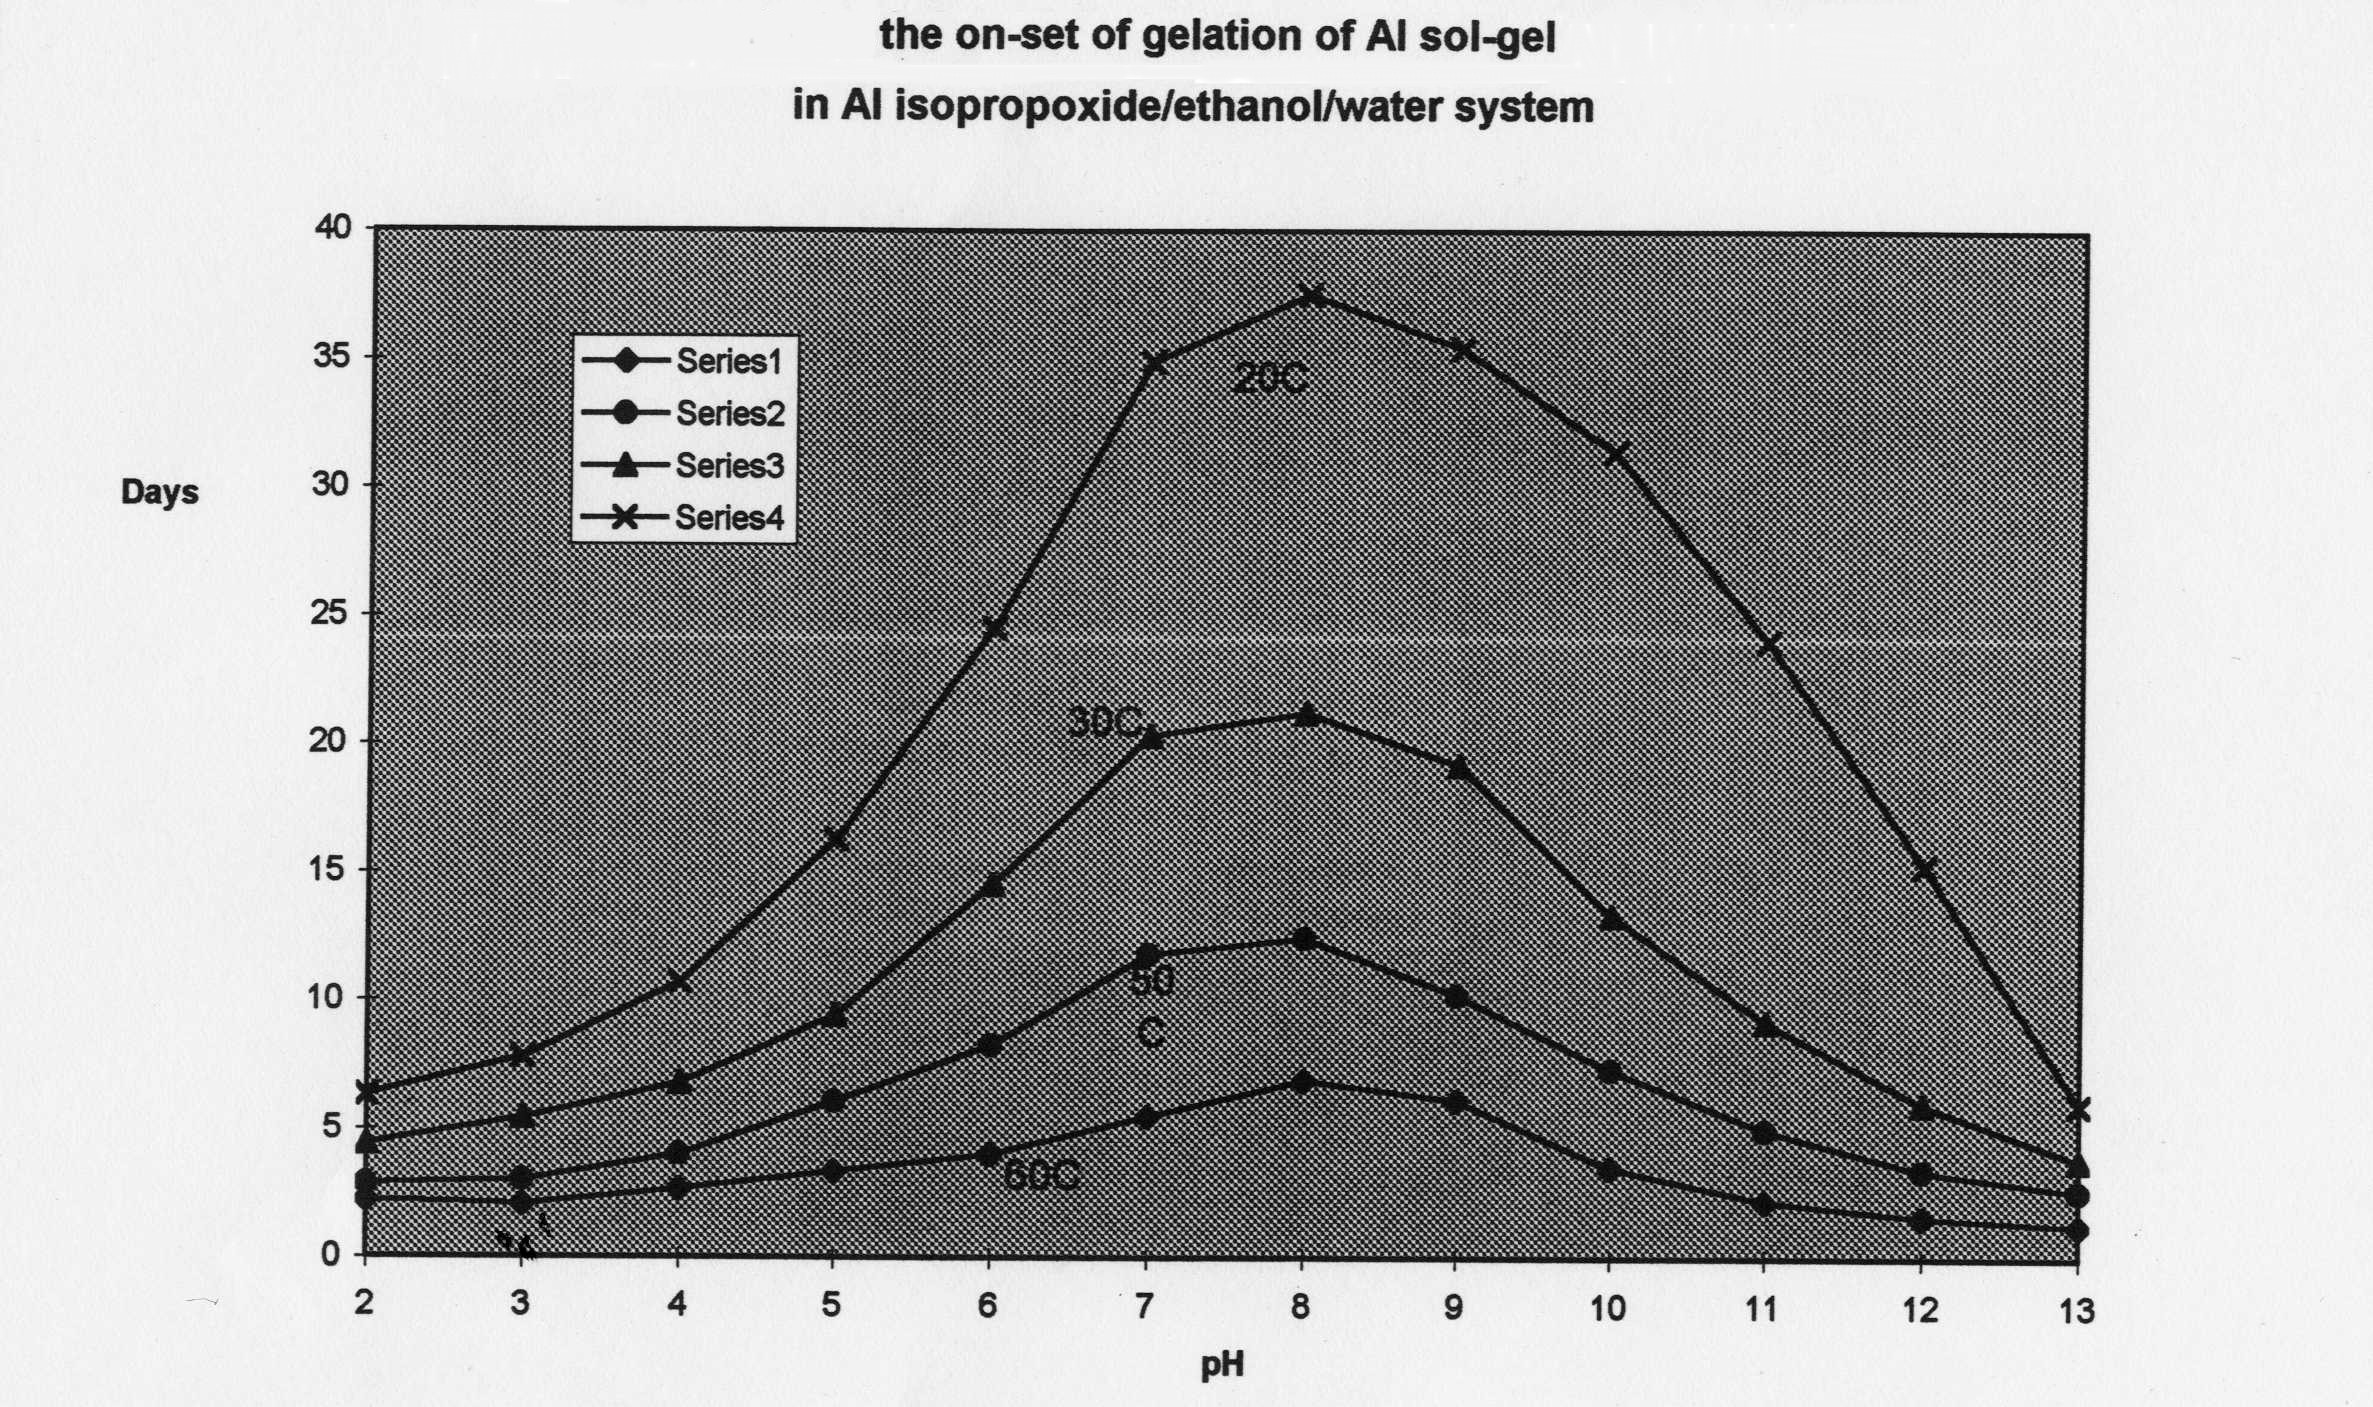 the on-set of gelation of Al sol-gel
in Al isopropoxide/ethanol/water system
40
35
30
25
20
15
10
5
0
Days
Series1
Series2
Series3
Series4
20C
30C
50
C
60C
2 3 4 5 6 7 8 9 10 11 12 13
pH